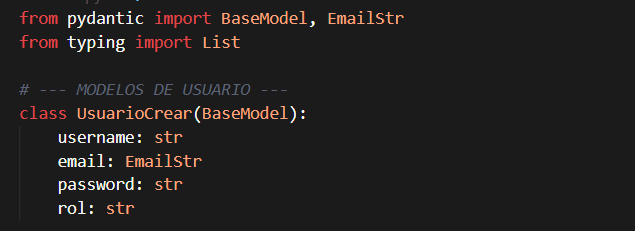 from pydantic import BaseModel, EmailStr
from typing import List
# --- MODELOS DE USUARIO ---
class UsuarioCrear(BaseModel):
    username: str
    email: EmailStr
    password: str
    rol: str